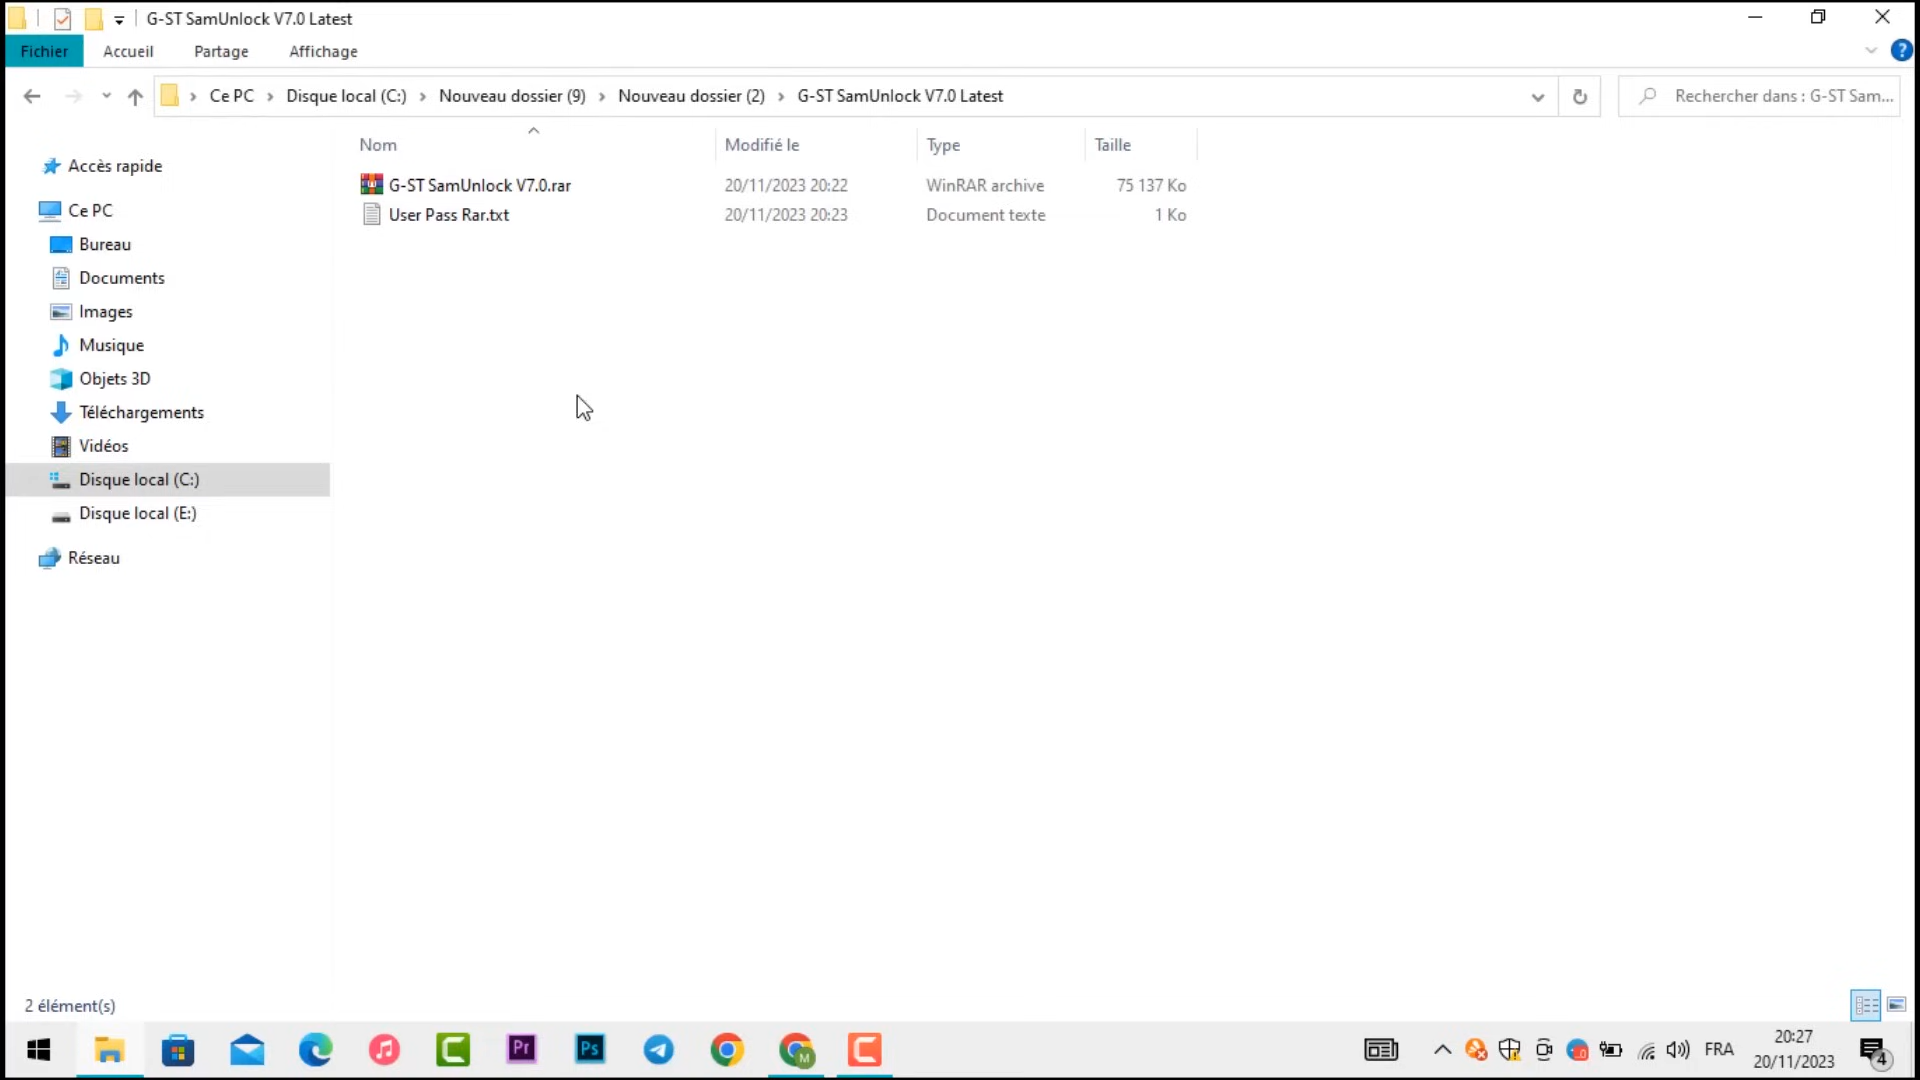 G-ST SamUnlock V7.0 Latest
Fichier Accueil Partage Affichage
Ce PC Disque local (C:) Nouveau dossier (9) Nouveau dossier (2) G-ST SamUnlock V7.0 Latest
Rechercher dans : G-ST Sam...
Nom Modifié le Type Taille
G-ST SamUnlock V7.0.rar 20/11/2023 20:22 WinRAR archive 75 137 Ko
User Pass Rar.txt 20/11/2023 20:23 Document texte 1 Ko
Accès rapide
Ce PC
Bureau
Documents
Images
Musique
Objets 3D
Téléchargements
Vidéos
Disque local (C:)
Disque local (E:)
Réseau
2 élément(s)
Pr
Ps
M
FRA
20:27
20/11/2023
4